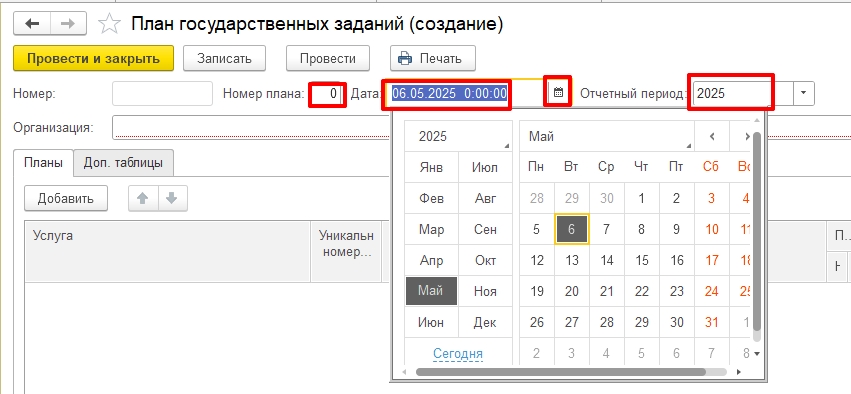 План государственных заданий (создание)
Провести и закрыть Записать Провести Печать
Номер: Номер плана: 0 Дата: 06.05.2025 0:00:00 Отчетный период: 2025
Организация:
2025 Май
Планы Доп. таблицы
Янв Июл Пн Вт Ср Чт Пт Сб Вс
Добавить Фев Авг 28 29 30 1 2 3 4
Услуга Уникальн номер... Мар Сен 5 6 7 8 9 10 11 П...
Апр Окт 12 13 14 15 16 17 18 Н
Май Ноя 19 20 21 22 23 24 25
Июн Дек 26 27 28 29 30 31 1
Сегодня 2 3 4 5 6 7 8